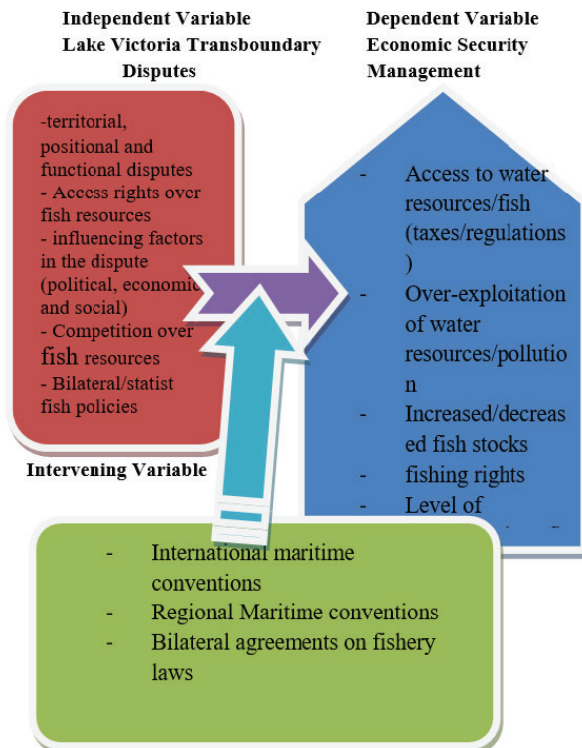 Independent Variable
Lake Victoria Transboundary
Disputes
-territorial,
positional and
functional disputes
- Access rights over
fish resources
- influencing factors
in the dispute
(political, economic
and social)
- Competition over
fish resources
- Bilateral/statist
fish policies
Dependent Variable
Economic Security
Management
- Access to water
resources/fish
(taxes/regulations
)
- Over-exploitation
of water
resources/pollutio
n
- Increased/decreas
ed fish stocks
- fishing rights
- Level of
Intervening Variable
- International maritime
conventions
- Regional Maritime conventions
- Bilateral agreements on fishery
laws